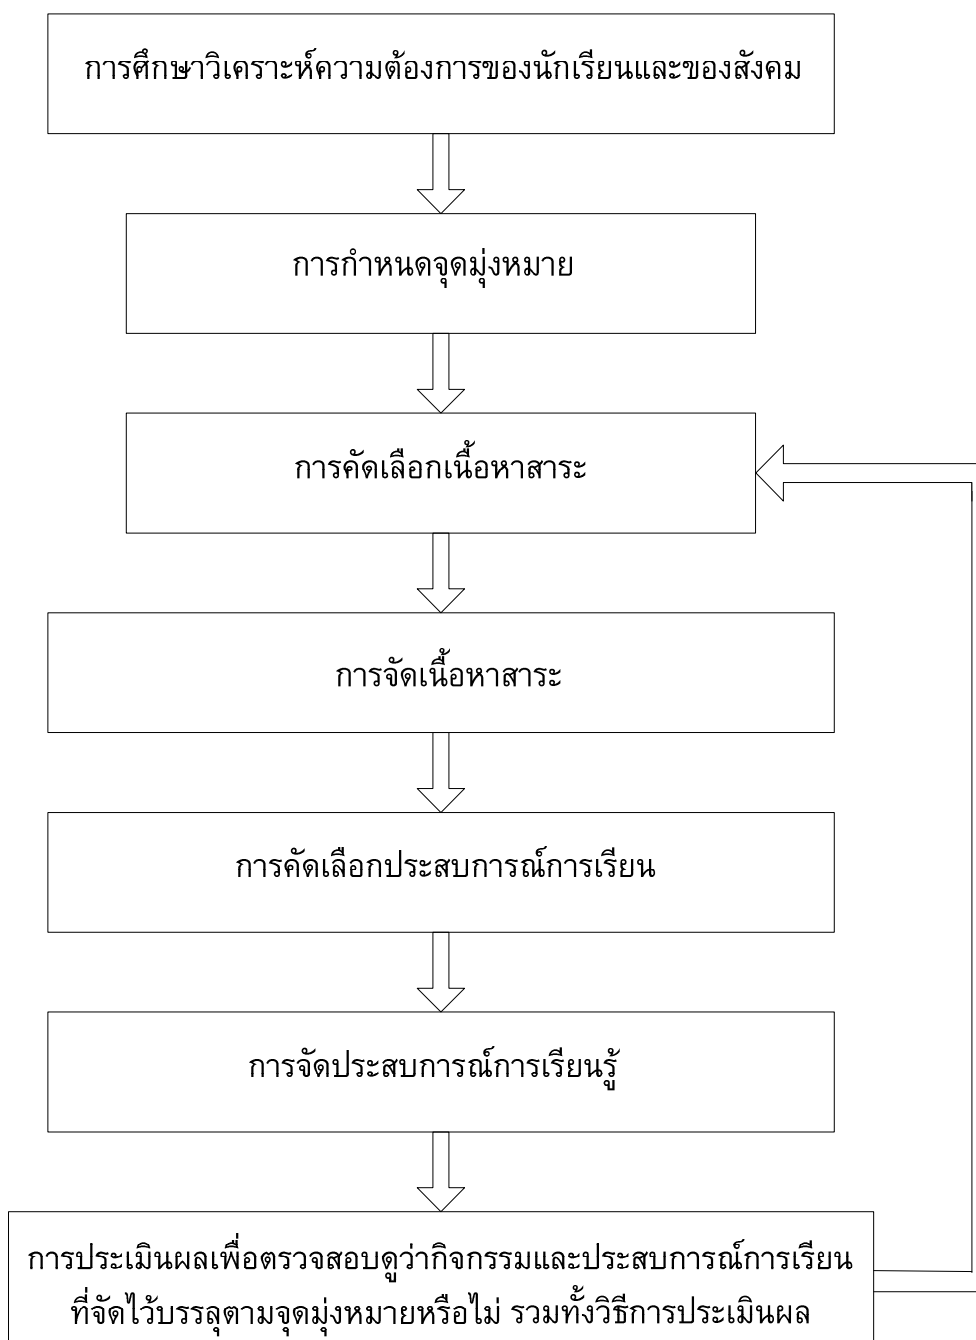 การศึกษาวิเคราะห์ความต้องการของนักเรียนและของสังคม
การกำหนดจุดมุ่งหมาย
การคัดเลือกเนื้อหาสาระ
การจัดเนื้อหาสาระ
การคัดเลือกประสบการณ์การเรียน
การจัดประสบการณ์การเรียนรู้
การประเมินผลเพื่อตรวจสอบดูว่ากิจกรรมและประสบการณ์การเรียน
ที่จัดไว้บรรลุตามจุดมุ่งหมายหรือไม่ รวมทั้งวิธีการประเมินผล